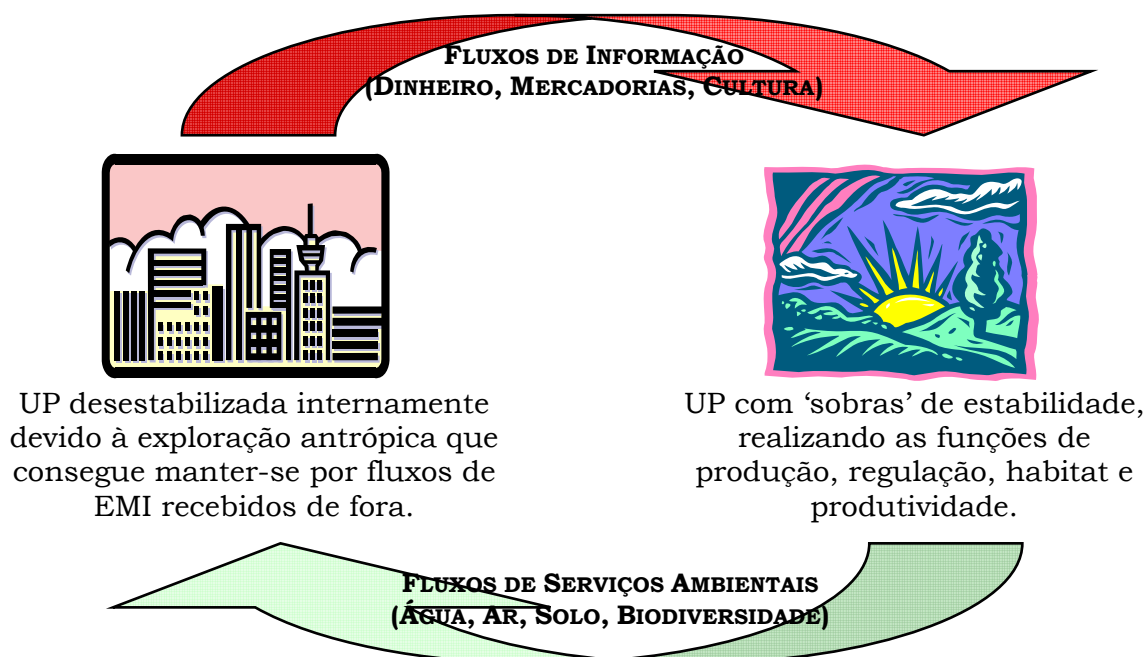 FLUXOS DE INFORMAÇÃO
(DINHEIRO, MERCADORIAS, CULTURA)
UP desestabilizada internamente
devido à exploração antrópica que
consegue manter-se por fluxos de
EMI recebidos de fora.
UP com ‘sobras’ de estabilidade,
realizando as funções de
produção, regulação, habitat e
produtividade.
FLUXOS DE SERVIÇOS AMBIENTAIS
(ÁGUA, AR, SOLO, BIODIVERSIDADE)